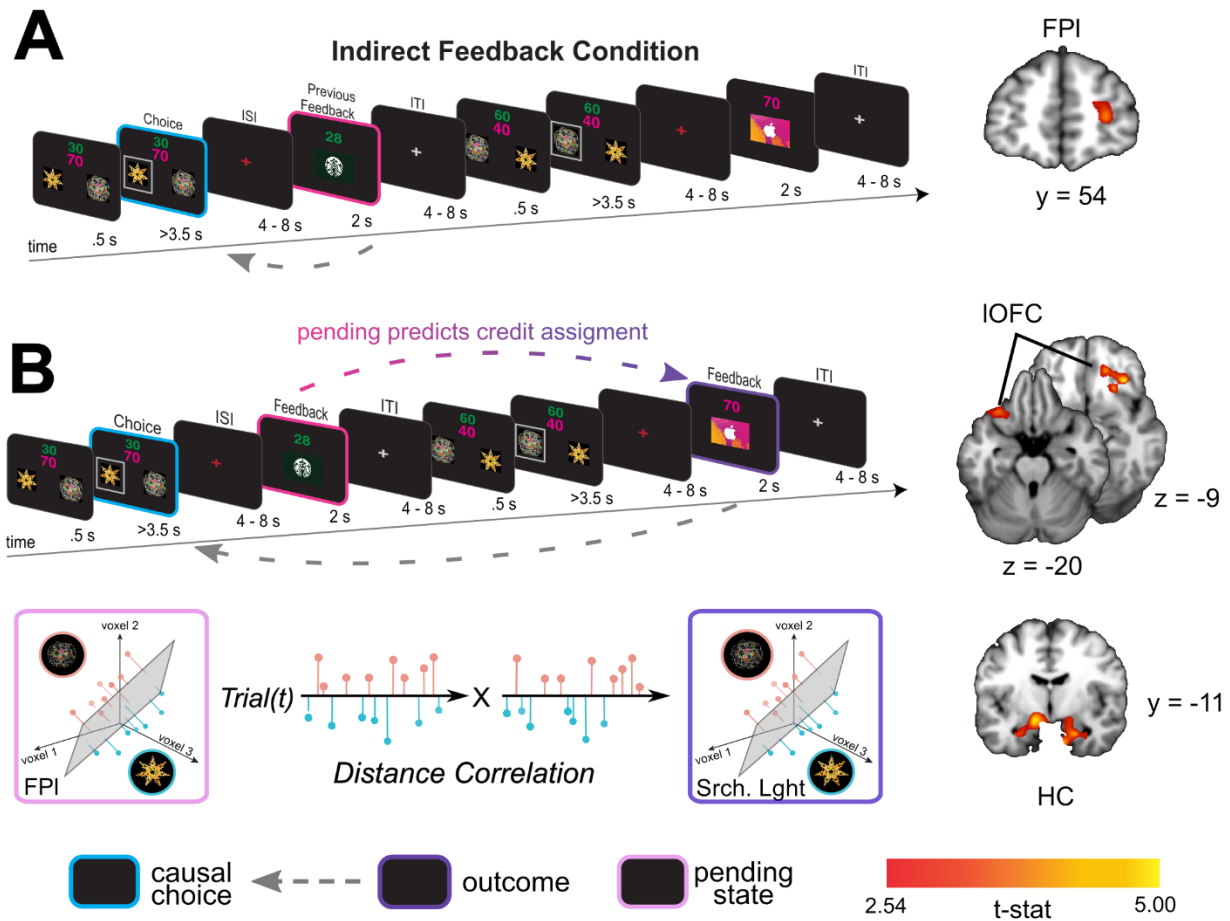 A
Indirect Feedback Condition
Choice
ISI
Previous
Feedback
ITI
ITI
30
70
30
70
28
60
40
60
40
70
time
.5 s
>3.5 s
4 - 8 s
2 s
4 - 8 s
.5 s
>3.5 s
4 - 8 s
2 s
4 - 8 s
FPl
y = 54
B
pending predicts credit assigment
Choice
ISI
Feedback
ITI
Feedback
ITI
30
70
30
70
28
60
40
60
40
70
time
.5 s
>3.5 s
4 - 8 s
2 s
4 - 8 s
.5 s
>3.5 s
4 - 8 s
2 s
4 - 8 s
lOFC
z = -9
z = -20
voxel 2
voxel 1
voxel 3
FPl
Trial(t)
X
Distance Correlation
voxel 2
voxel 1
voxel 3
Srch. Lght
y = -11
HC
causal
choice
outcome
pending
state
2.54
t-stat
5.00